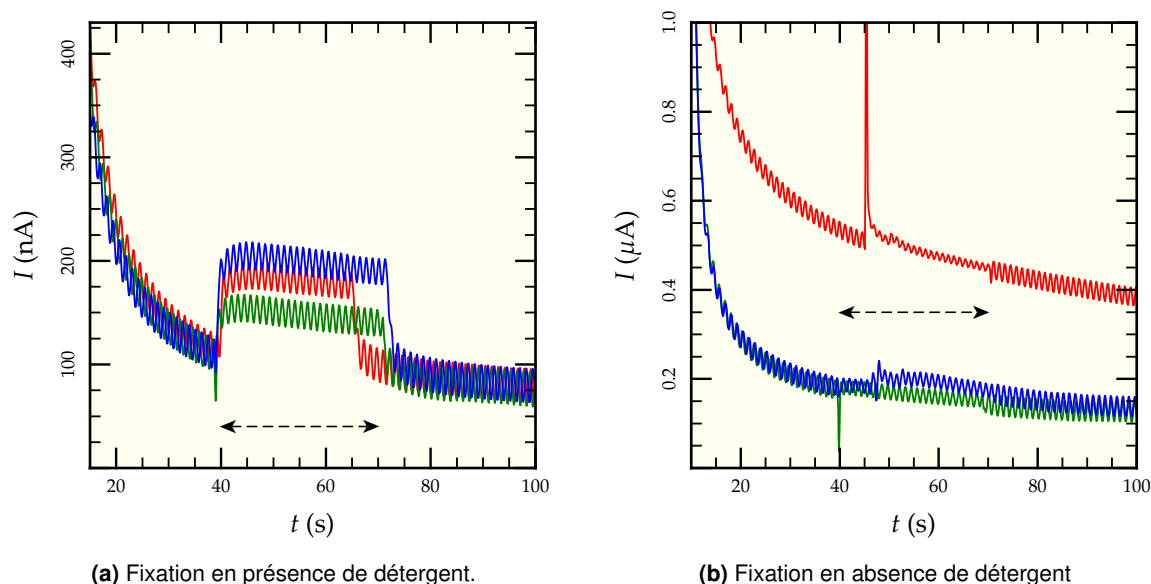 400
300
200
100
I (nA)
20 40 60 80 100
t (s)
(a) Fixation en présence de détergent.
1.0
0.8
0.6
0.4
0.2
I (μA)
20 40 60 80 100
t (s)
(b) Fixation en absence de détergent